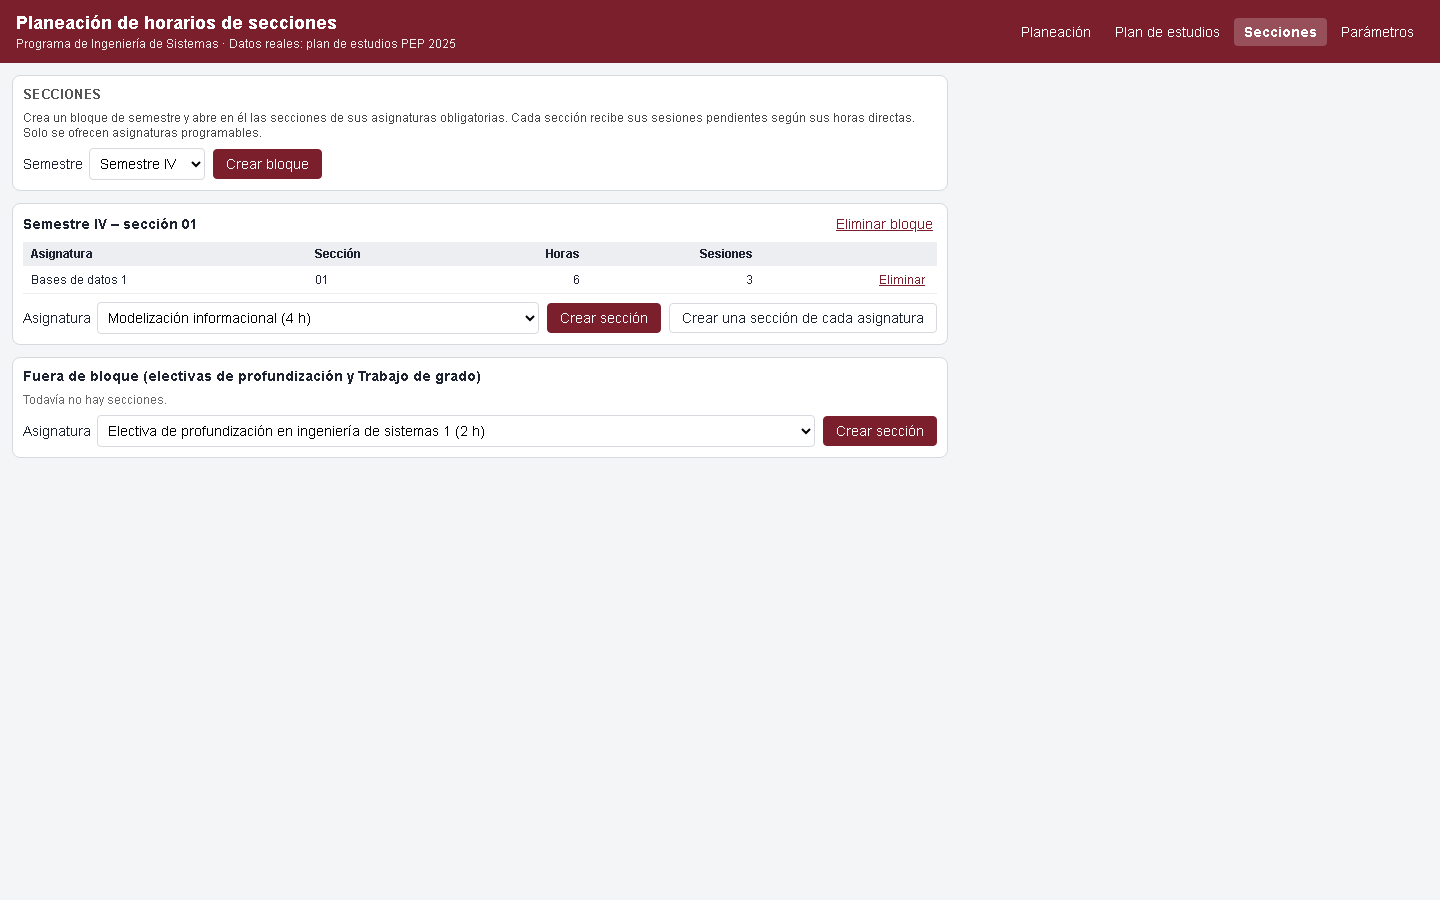 Planeación de horarios de secciones
Programa de Ingeniería de Sistemas · Datos reales: plan de estudios PEP 2025
Planeación Plan de estudios Secciones Parámetros
SECCIONES
Crea un bloque de semestre y abre en él las secciones de sus asignaturas obligatorias. Cada sección recibe sus sesiones pendientes según sus horas directas.
Solo se ofrecen asignaturas programables.
Semestre Semestre IV Crear bloque
Semestre IV – sección 01 Eliminar bloque
Asignatura Sección Horas Sesiones
Bases de datos 1 01 6 3 Eliminar
Asignatura Modelización informacional (4 h) Crear sección Crear una sección de cada asignatura
Fuera de bloque (electivas de profundización y Trabajo de grado)
Todavía no hay secciones.
Asignatura Electiva de profundización en ingeniería de sistemas 1 (2 h) Crear sección